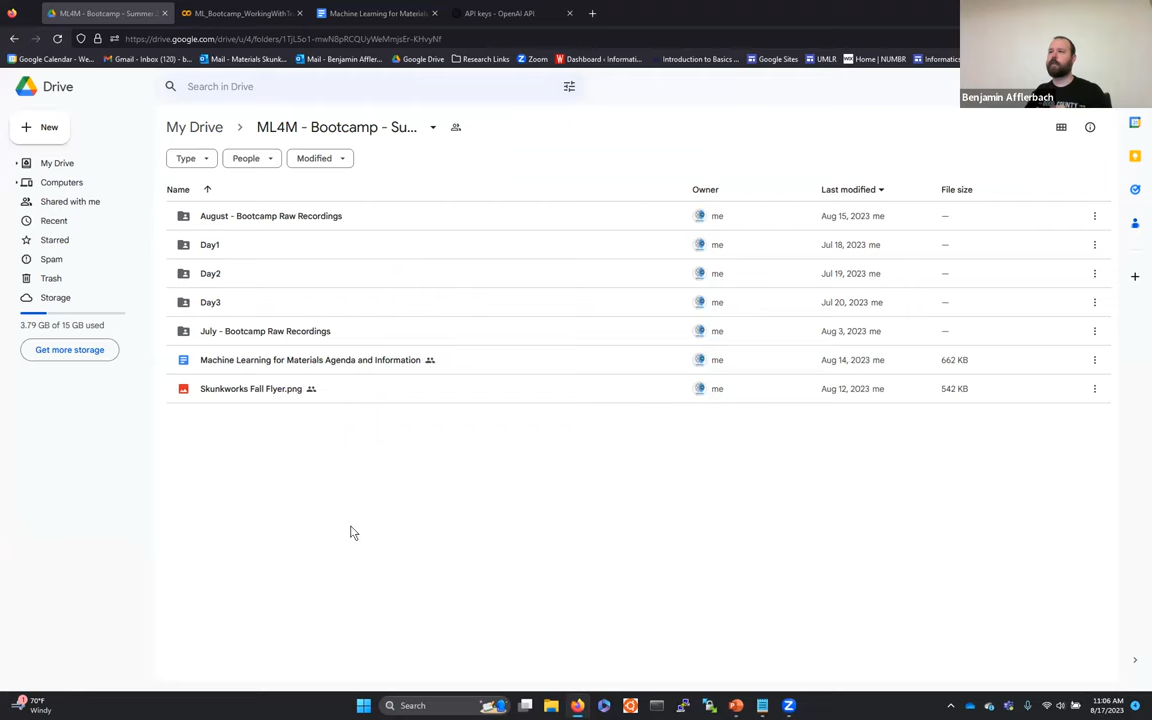 ML4M - Bootcamp - Summer
ML_Bootcamp_WorkingWithTe
Machine Learning for Materials
API keys - OpenAI API
https://drive.google.com/drive/u/4/folders/1TjL5o1-mwN8pRCQUyWeMmjsEr-KHvyNf
Google Calendar - We...
Gmail - Inbox (120) - b...
Mail - Materials Skunk...
Mail - Benjamin Affler...
Google Drive
Research Links
Zoom
Dashboard - Informati...
Introduction to Basics ...
Google Sites
UMLR
Home | NUMBR
Informatics
Benjamin Afflerbach
Drive
Search in Drive
New
My Drive
Computers
Shared with me
Recent
Starred
Spam
Trash
Storage
3.79 GB of 15 GB used
Get more storage
My Drive > ML4M - Bootcamp - Su...
Type
People
Modified
Name
Owner
Last modified
File size
August - Bootcamp Raw Recordings
me
Aug 15, 2023 me
—
Day1
me
Jul 18, 2023 me
—
Day2
me
Jul 19, 2023 me
—
Day3
me
Jul 20, 2023 me
—
July - Bootcamp Raw Recordings
me
Aug 3, 2023 me
—
Machine Learning for Materials Agenda and Information
me
Aug 14, 2023 me
662 KB
Skunkworks Fall Flyer.png
me
Aug 12, 2023 me
542 KB
70°F
Windy
Search
11:06 AM
8/17/2023